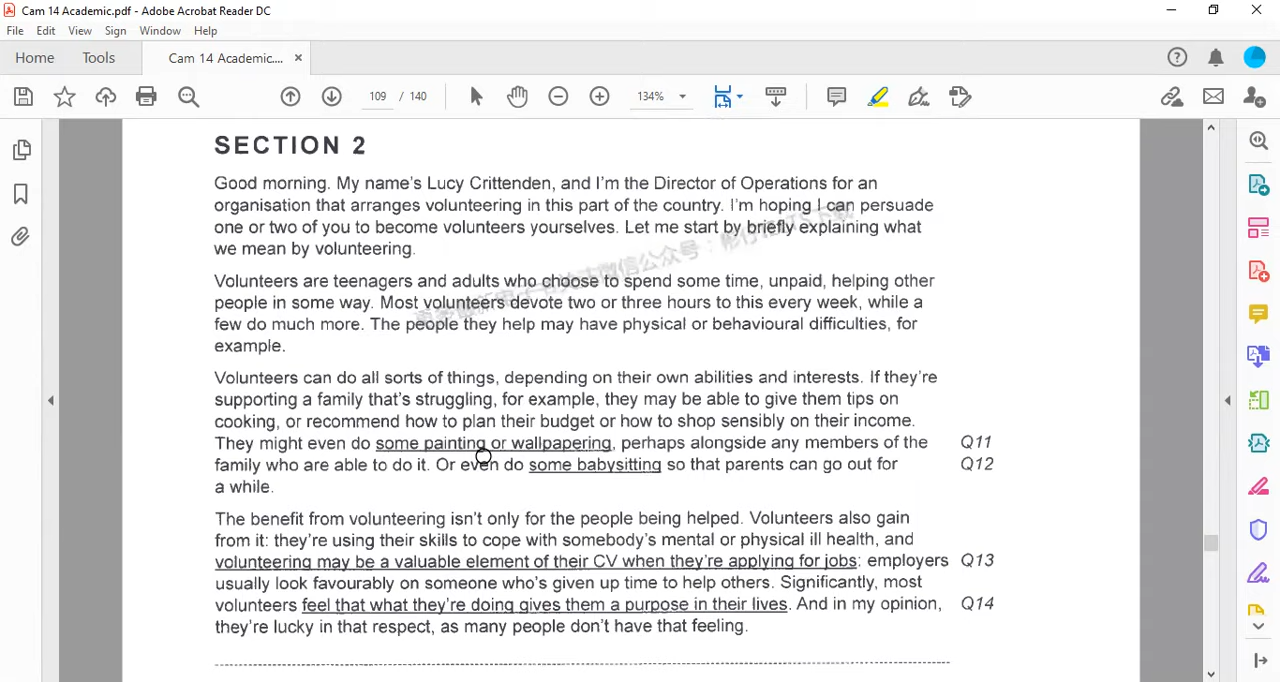 Cam 14 Academic.pdf - Adobe Acrobat Reader DC
File Edit View Sign Window Help
Home Tools Cam 14 Academic....
109 / 140 134%
SECTION 2
Good morning. My name's Lucy Crittenden, and I'm the Director of Operations for an
organisation that arranges volunteering in this part of the country. I'm hoping I can persuade
one or two of you to become volunteers yourselves. Let me start by briefly explaining what
we mean by volunteering.
Volunteers are teenagers and adults who choose to spend some time, unpaid, helping other
people in some way. Most volunteers devote two or three hours to this every week, while a
few do much more. The people they help may have physical or behavioural difficulties, for
example.
Volunteers can do all sorts of things, depending on their own abilities and interests. If they're
supporting a family that's struggling, for example, they may be able to give them tips on
cooking, or recommend how to plan their budget or how to shop sensibly on their income.
They might even do some painting or wallpapering, perhaps alongside any members of the Q11
family who are able to do it. Or even do some babysitting so that parents can go out for Q12
a while.
The benefit from volunteering isn't only for the people being helped. Volunteers also gain
from it: they're using their skills to cope with somebody's mental or physical ill health, and
volunteering may be a valuable element of their CV when they're applying for jobs: employers Q13
usually look favourably on someone who's given up time to help others. Significantly, most
volunteers feel that what they're doing gives them a purpose in their lives. And in my opinion, Q14
they're lucky in that respect, as many people don't have that feeling.